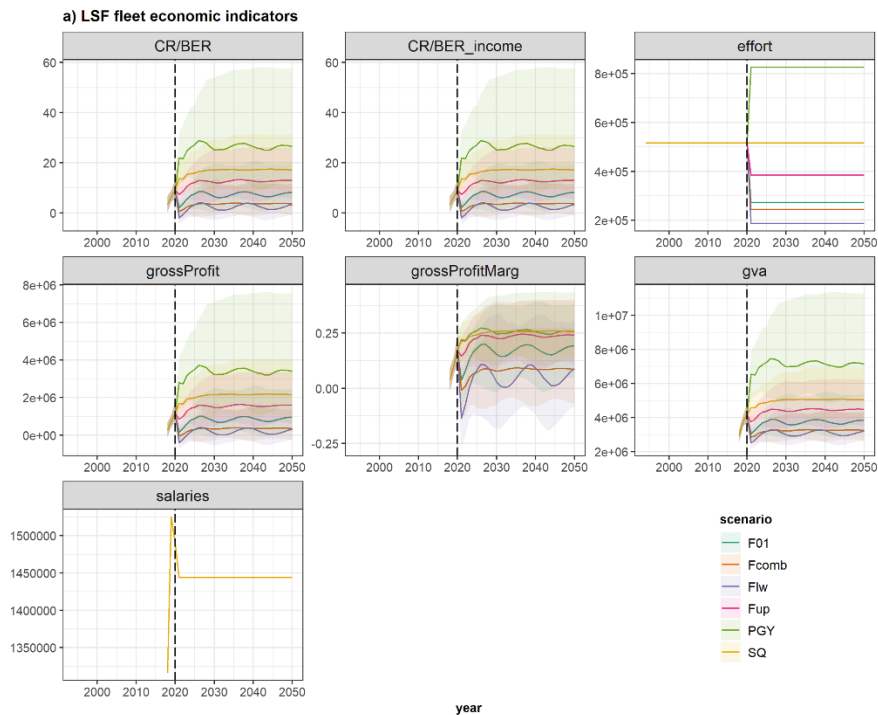 a) LSF fleet economic indicators
CR/BER
CR/BER_income
effort
60
40
20
0
2000 2010 2020 2030 2040 2050
60
40
20
0
2000 2010 2020 2030 2040 2050
8e+05
6e+05
4e+05
2e+05
2000 2010 2020 2030 2040 2050
grossProfit
grossProfitMarg
gva
8e+06
6e+06
4e+06
2e+06
0e+00
2000 2010 2020 2030 2040 2050
0.25
0.00
-0.25
2000 2010 2020 2030 2040 2050
1e+07
8e+06
6e+06
4e+06
2e+06
2000 2010 2020 2030 2040 2050
salaries
1500000
1450000
1400000
1350000
2000 2010 2020 2030 2040 2050
scenario
F01
Fcomb
Flw
Fup
PGY
SQ
year